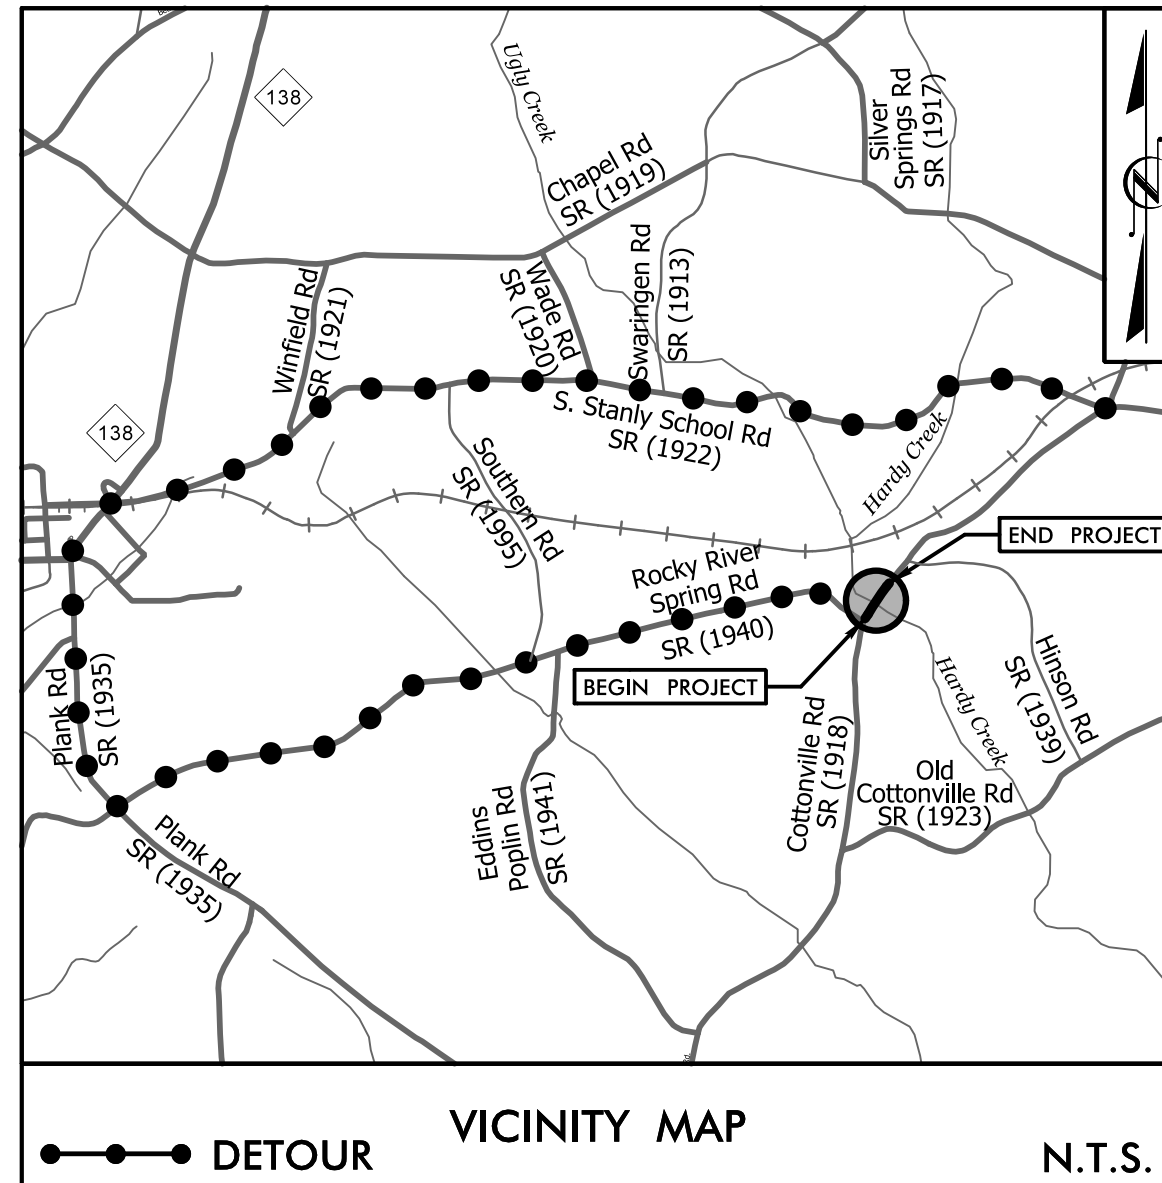 138
Ugly Creek
Silver
Springs Rd
SR (1917)
Chapel Rd
SR (1919)
Winfield Rd
SR (1921)
Wade Rd
SR (1920)
Swaringen Rd
SR (1913)
138
S. Stanly School Rd
SR (1922)
Hardy Creek
Southern Rd
SR (1995)
END PROJECT
Rocky River
Spring Rd
SR (1940)
BEGIN PROJECT
Plank Rd
SR (1935)
Hinson Rd
SR (1939)
Hardy Creek
Cottonville Rd
SR (1918)
Old
Cottonville Rd
SR (1923)
Eddins
Poplin Rd
SR (1941)
Plank Rd
SR (1935)
Rd.
VICINITY MAP
DETOUR
N.T.S.